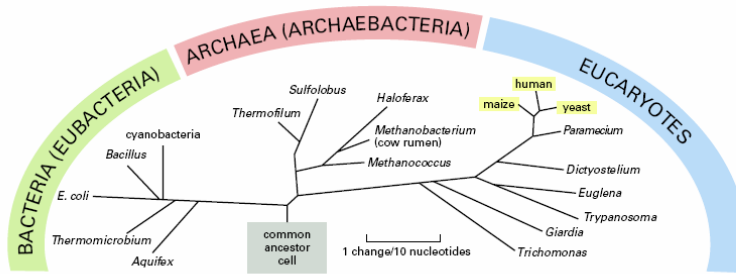 BACTERIA (EUBACTERIA)
ARCHAEA (ARCHAEBACTERIA)
EUCARYOTES
cyanobacteria
Bacillus
E. coli
Thermomicrobium
Aquifex
Sulfolobus
Thermofilum
Haloferax
Methanobacterium
(cow rumen)
Methanococcus
common
ancestor
cell
1 change/10 nucleotides
human
maize
yeast
Paramecium
Dictyostelium
Euglena
Trypanosoma
Giardia
Trichomonas